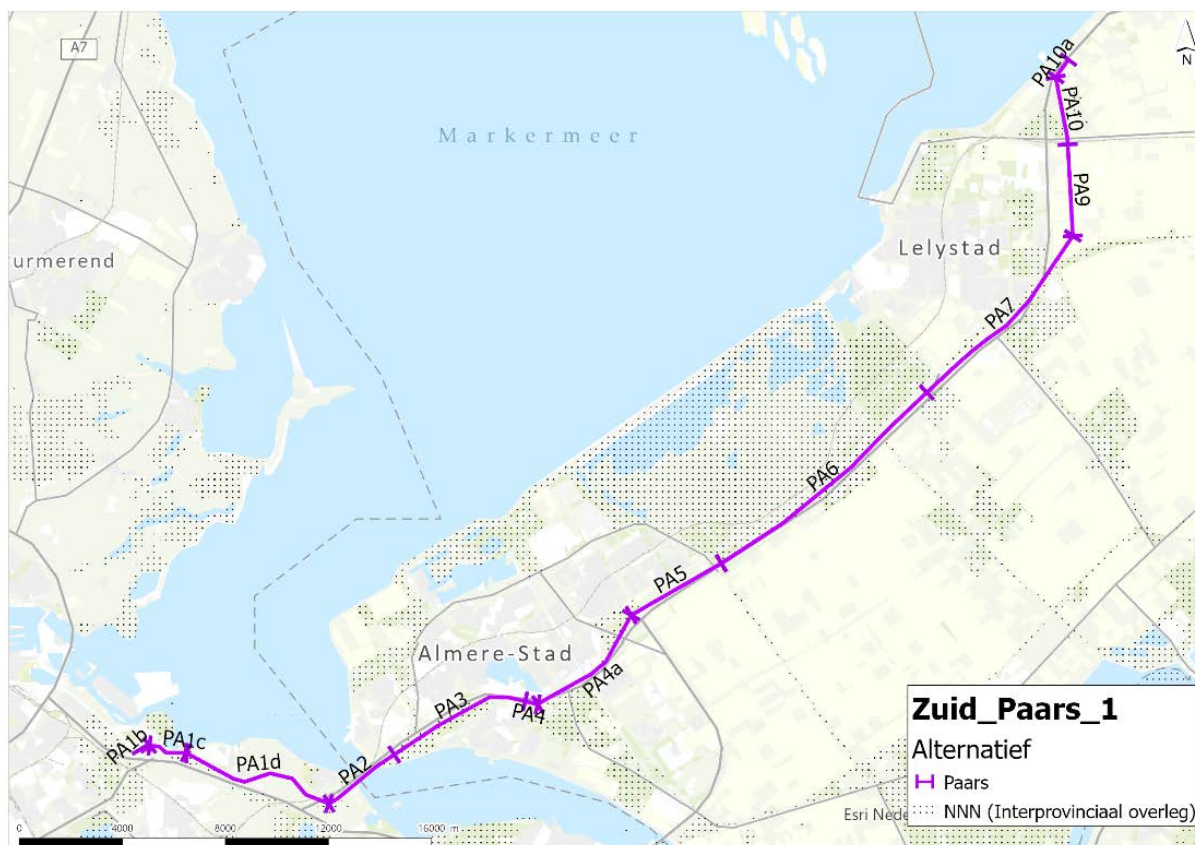 A7
N
PA10a
PA10
Markermeer
PA9
Lelystad
urmerend
PA7
PA6
PA5
Almere-Stad
PA4a
PA4
PA3
PA1b
PA1c
PA1d
PA2
Zuid_Paars_1
Alternatief
Paars
NNN (Interprovinciaal overleg)
Esri Nede
0 4000 8000 12000 16000 m